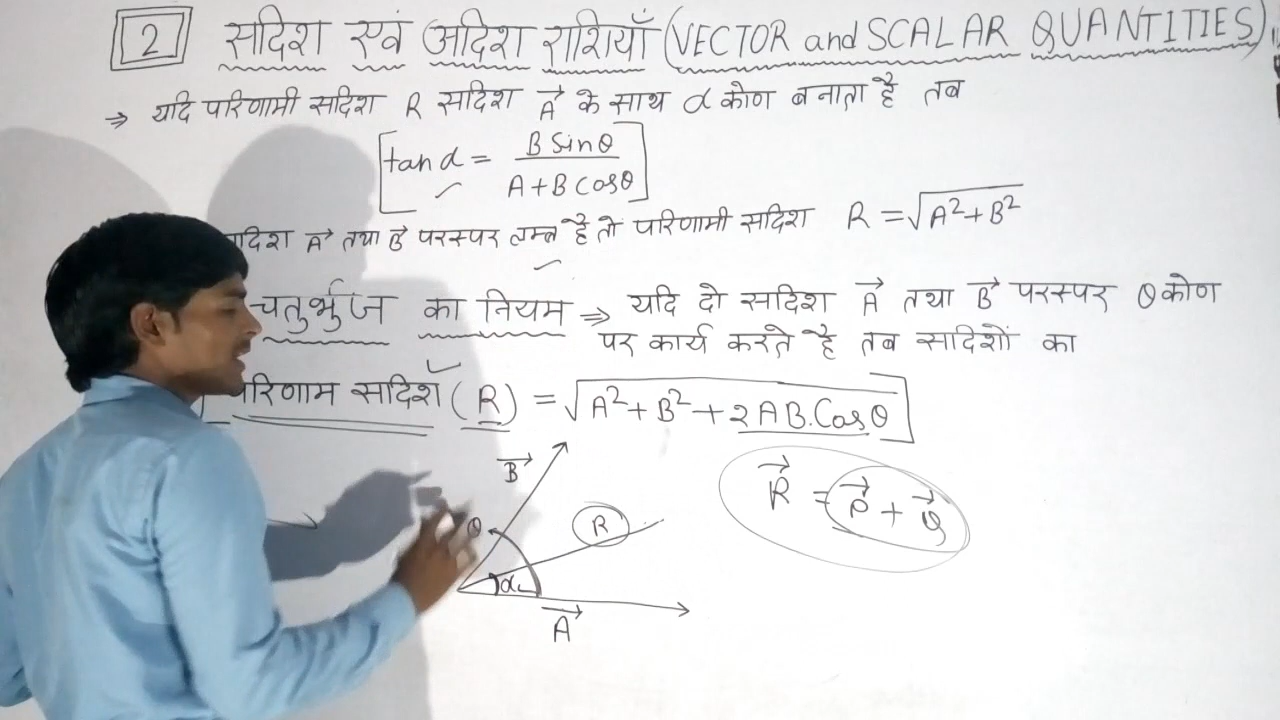 2 सदिश एवं अदिश राशियाँ (VECTOR and SCALAR QUANTITIES)
⇒ यदि परिणामी सदिश R सदिश A⃗ के साथ α कोण बनाता है तब
[tan α = B Sinθ / A + B Cosθ]
A⃗ तथा B⃗ परस्पर लम्ब है तो परिणामी सदिश R = √A² + B²
चतुर्भुज का नियम ⇒ यदि दो सदिश A⃗ तथा B⃗ परस्पर θ कोण
पर कार्य करते है तब सादिशों का
परिणाम सदिश (R) = √A² + B² + 2AB.Cosθ]
B⃗
R⃗ = P⃗ + Q⃗
θ
R
α
A⃗